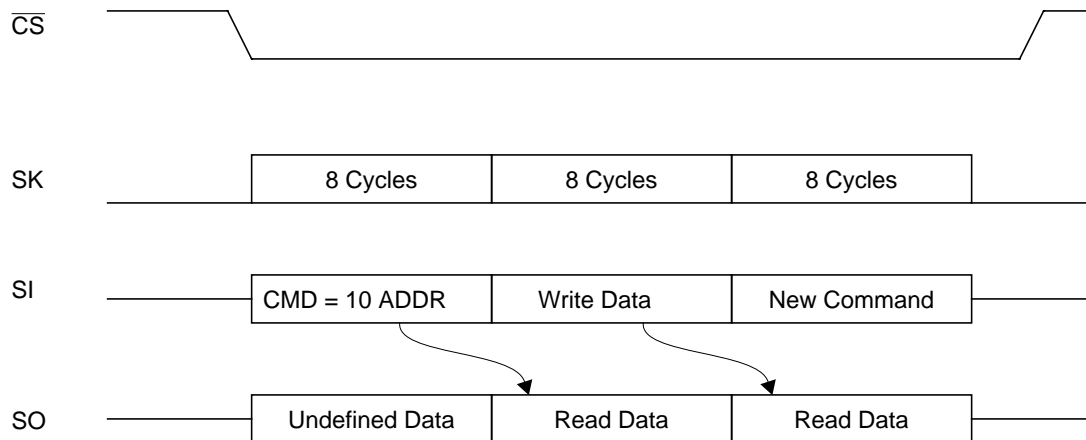 CS
SK 8 Cycles 8 Cycles 8 Cycles
SI CMD = 10 ADDR Write Data New Command
SO Undefined Data Read Data Read Data